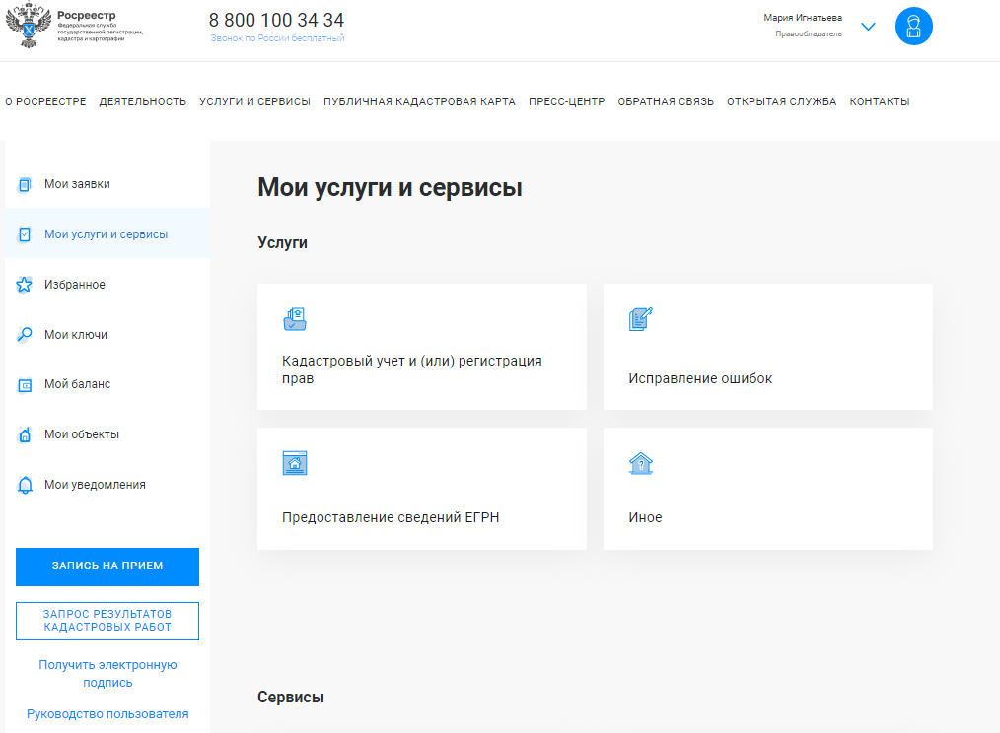 Росреестр
Федеральная служба
государственной регистрации,
кадастра и картографии
8 800 100 34 34
Звонок по России бесплатный
Мария Игнатьева
Правообладатель
О РОСРЕЕСТРЕ ДЕЯТЕЛЬНОСТЬ УСЛУГИ И СЕРВИСЫ ПУБЛИЧНАЯ КАДАСТРОВАЯ КАРТА ПРЕСС-ЦЕНТР ОБРАТНАЯ СВЯЗЬ ОТКРЫТАЯ СЛУЖБА КОНТАКТЫ
Мои заявки
Мои услуги и сервисы
Избранное
Мои ключи
Мой баланс
Мои объекты
Мои уведомления
ЗАПИСЬ НА ПРИЕМ
ЗАПРОС РЕЗУЛЬТАТОВ
КАДАСТРОВЫХ РАБОТ
Получить электронную
подпись
Руководство пользователя
Мои услуги и сервисы
Услуги
Кадастровый учет и (или) регистрация
прав
Исправление ошибок
Предоставление сведений ЕГРН
Иное
Сервисы